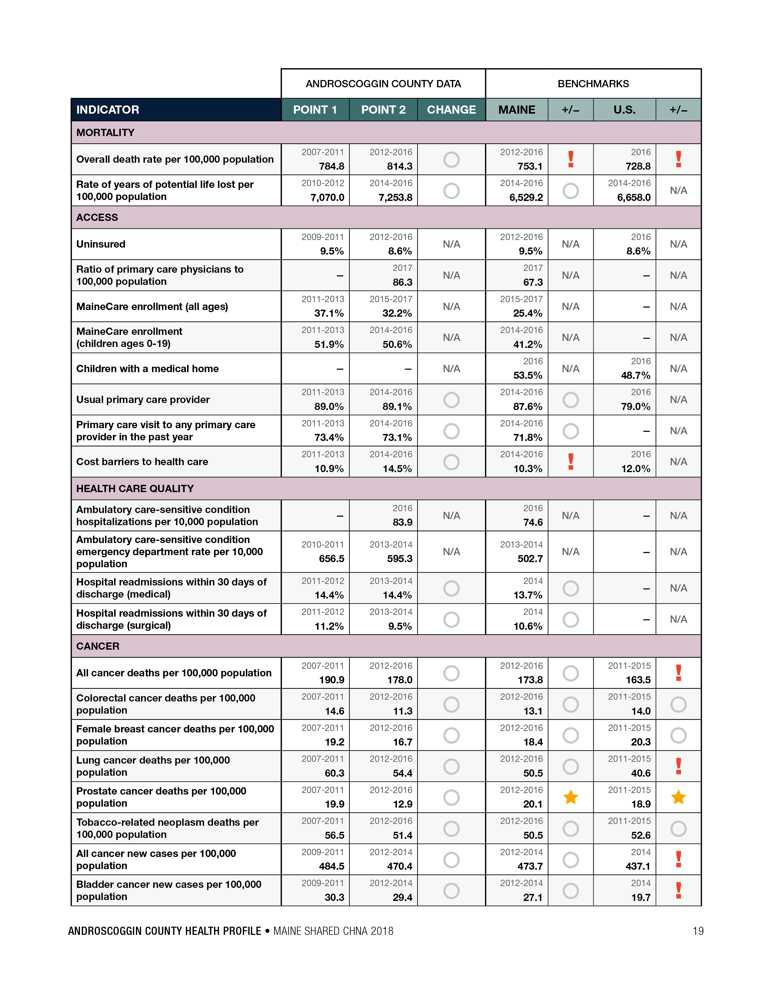 ANDROSCOGGIN COUNTY DATA BENCHMARKS
INDICATOR POINT 1 POINT 2 CHANGE MAINE +/– U.S. +/–
MORTALITY
Overall death rate per 100,000 population
2007-2011 2012-2016 2012-2016 ! 2016 !
784.8 814.3 753.1 728.8
Rate of years of potential life lost per
100,000 population
2010-2012 2014-2016 2014-2016 2014-2016 N/A
7,070.0 7,253.8 6,529.2 6,658.0
ACCESS
Uninsured
2009-2011 2012-2016 N/A 2012-2016 N/A 2016 N/A
9.5% 8.6% 9.5% 8.6%
Ratio of primary care physicians to
100,000 population
– 2017 N/A 2017 N/A – N/A
86.3 67.3
MaineCare enrollment (all ages)
2011-2013 2015-2017 N/A 2015-2017 N/A – N/A
37.1% 32.2% 25.4%
MaineCare enrollment
(children ages 0-19)
2011-2013 2014-2016 N/A 2014-2016 N/A – N/A
51.9% 50.6% 41.2%
Children with a medical home
– – N/A 2016 N/A 2016 N/A
53.5% 48.7%
Usual primary care provider
2011-2013 2014-2016 2014-2016 2016 N/A
89.0% 89.1% 87.6% 79.0%
Primary care visit to any primary care
provider in the past year
2011-2013 2014-2016 2014-2016 – N/A
73.4% 73.1% 71.8%
Cost barriers to health care
2011-2013 2014-2016 2014-2016 ! 2016 N/A
10.9% 14.5% 10.3% 12.0%
HEALTH CARE QUALITY
Ambulatory care-sensitive condition
hospitalizations per 10,000 population
– 2016 N/A 2016 N/A – N/A
83.9 74.6
Ambulatory care-sensitive condition
emergency department rate per 10,000
population
2010-2011 2013-2014 N/A 2013-2014 N/A – N/A
656.5 595.3 502.7
Hospital readmissions within 30 days of
discharge (medical)
2011-2012 2013-2014 2014 – N/A
14.4% 14.4% 13.7%
Hospital readmissions within 30 days of
discharge (surgical)
2011-2012 2013-2014 2014 – N/A
11.2% 9.5% 10.6%
CANCER
All cancer deaths per 100,000 population
2007-2011 2012-2016 2012-2016 2011-2015 !
190.9 178.0 173.8 163.5
Colorectal cancer deaths per 100,000
population
2007-2011 2012-2016 2012-2016 2011-2015
14.6 11.3 13.1 14.0
Female breast cancer deaths per 100,000
population
2007-2011 2012-2016 2012-2016 2011-2015
19.2 16.7 18.4 20.3
Lung cancer deaths per 100,000
population
2007-2011 2012-2016 2012-2016 2011-2015 !
60.3 54.4 50.5 40.6
Prostate cancer deaths per 100,000
population
2007-2011 2012-2016 2012-2016 2011-2015
19.9 12.9 20.1 18.9
Tobacco-related neoplasm deaths per
100,000 population
2007-2011 2012-2016 2012-2016 2011-2015
56.5 51.4 50.5 52.6
All cancer new cases per 100,000
population
2009-2011 2012-2014 2012-2014 2014 !
484.5 470.4 473.7 437.1
Bladder cancer new cases per 100,000
population
2009-2011 2012-2014 2012-2014 2014 !
30.3 29.4 27.1 19.7
ANDROSCOGGIN COUNTY HEALTH PROFILE • MAINE SHARED CHNA 2018 19